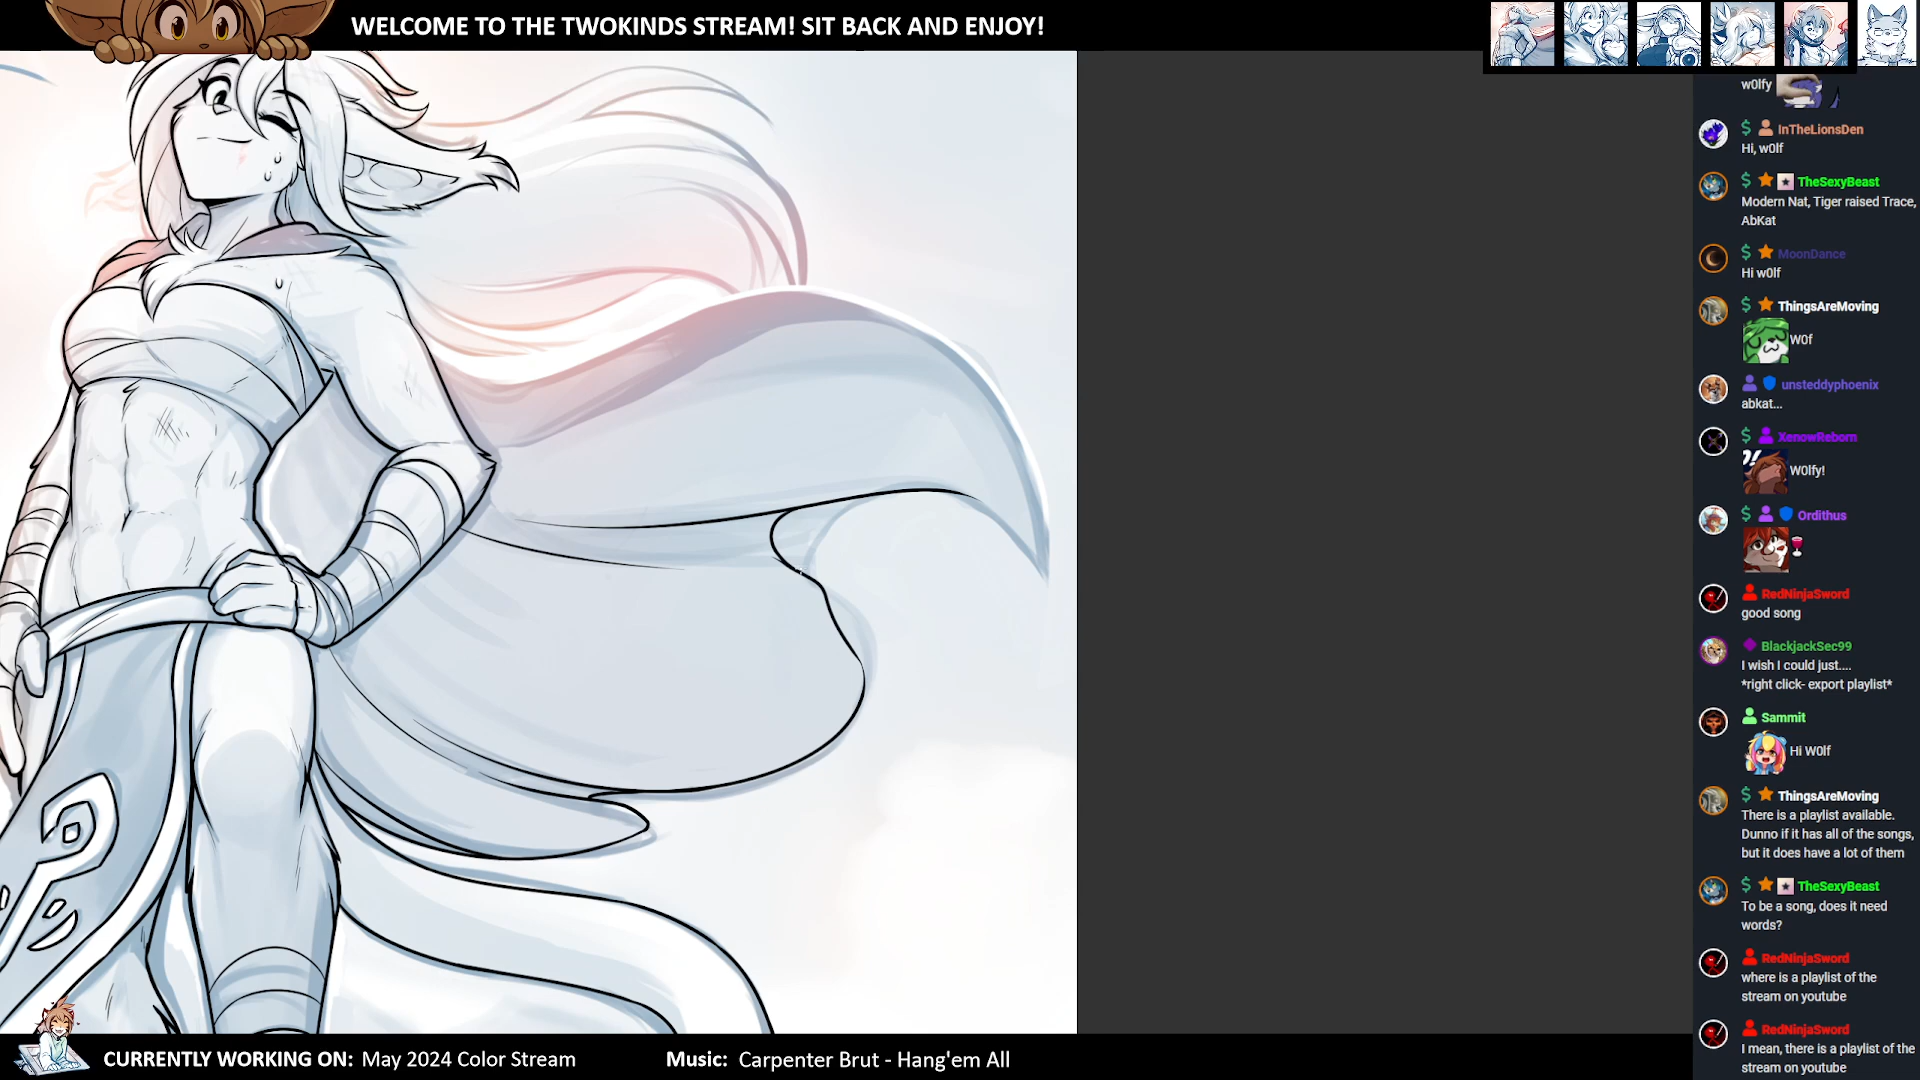 WELCOME TO THE TWOKINDS STREAM! SIT BACK AND ENJOY!
w0lfy
InTheLionsDen
Hi, w0lf
TheSexyBeast
Modern Nat, Tiger raised Trace,
AbKat
MoonDance
Hi w0lf
ThingsAreMoving
W0f
unsteddyphoenix
abkat...
XenowReborn
W0lfy!
Ordithus
RedNinjaSword
good song
BlackjackSec99
I wish I could just....
*right click- export playlist*
Sammit
Hi W0lf
ThingsAreMoving
There is a playlist available.
Dunno if it has all of the songs,
but it does have a lot of them
TheSexyBeast
To be a song, does it need
words?
RedNinjaSword
where is a playlist of the
stream on youtube
RedNinjaSword
I mean, there is a playlist of the
stream on youtube
CURRENTLY WORKING ON: May 2024 Color Stream
Music: Carpenter Brut - Hang'em All